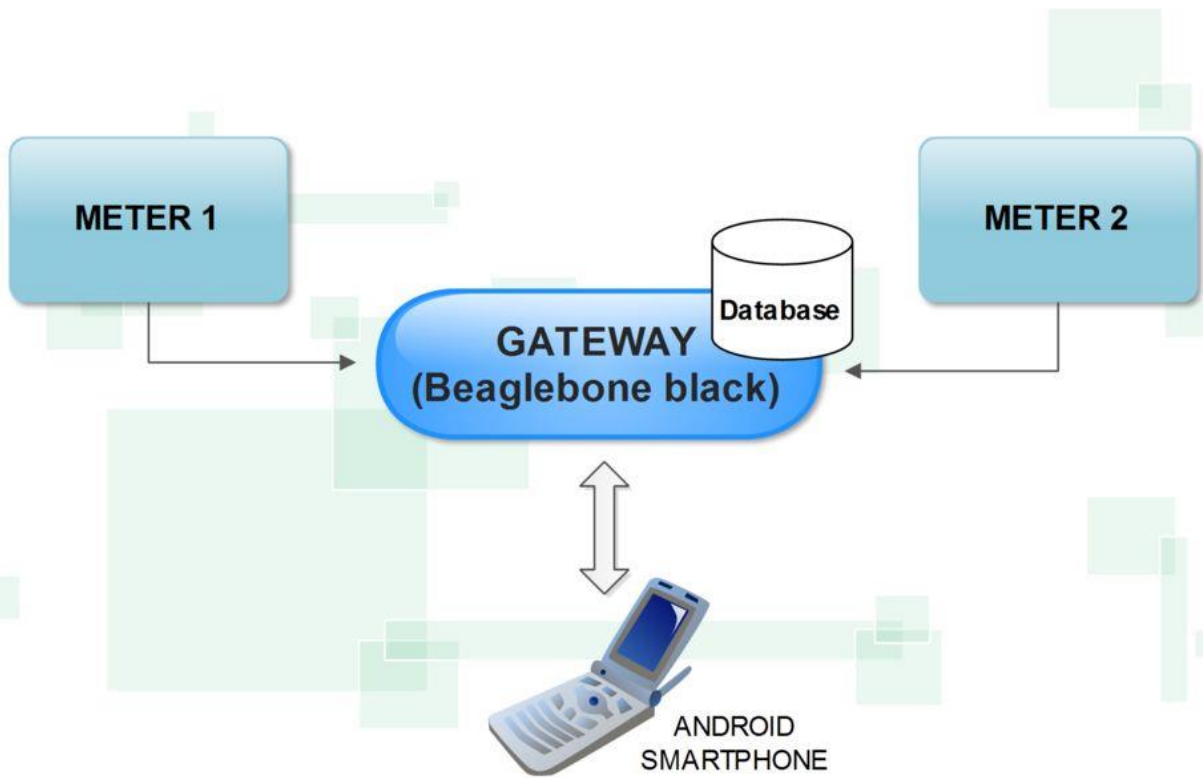 METER 1
METER 2
Database
GATEWAY
(Beaglebone black)
ANDROID
SMARTPHONE